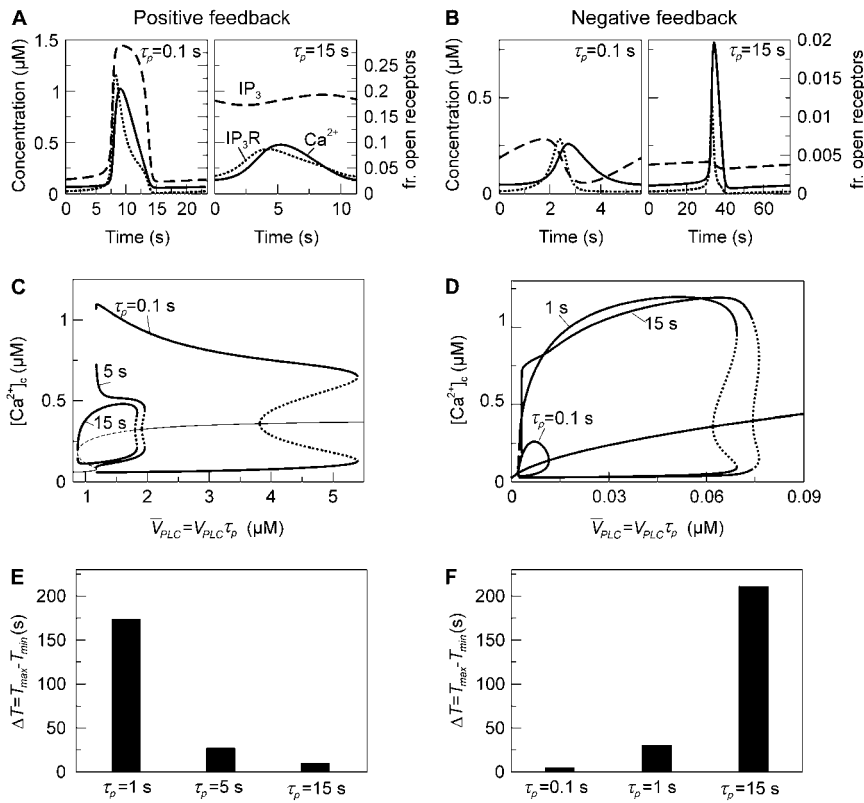 A Positive feedback
τp=0.1 s
τp=15 s
Concentration (μM)
1.5
1
0.5
0
IP3
IP3R
Ca2+
0.25
0.2
0.15
0.1
0.05
0
fr. open receptors
0 5 10 15 20
0 5 10
Time (s)
Time (s)
B Negative feedback
τp=0.1 s
τp=15 s
Concentration (μM)
0.75
0.5
0
0.02
0.015
0.01
0.005
0
fr. open receptors
0 2 4
0 20 40 60
Time (s)
Time (s)
C
τp=0.1 s
5 s
15 s
[Ca2+]c (μM)
1
0.5
0
1 2 3 4 5
V̅PLC=VPLCτp (μM)
D
1 s
15 s
τp=0.1 s
[Ca2+]c (μM)
1
0.5
0
0 0.03 0.06 0.09
V̅PLC=VPLCτp (μM)
E
ΔT=Tmax-Tmin(s)
200
150
100
50
0
τp=1 s τp=5 s τp=15 s
F
ΔT=Tmax-Tmin(s)
200
150
100
50
0
τp=0.1 s τp=1 s τp=15 s